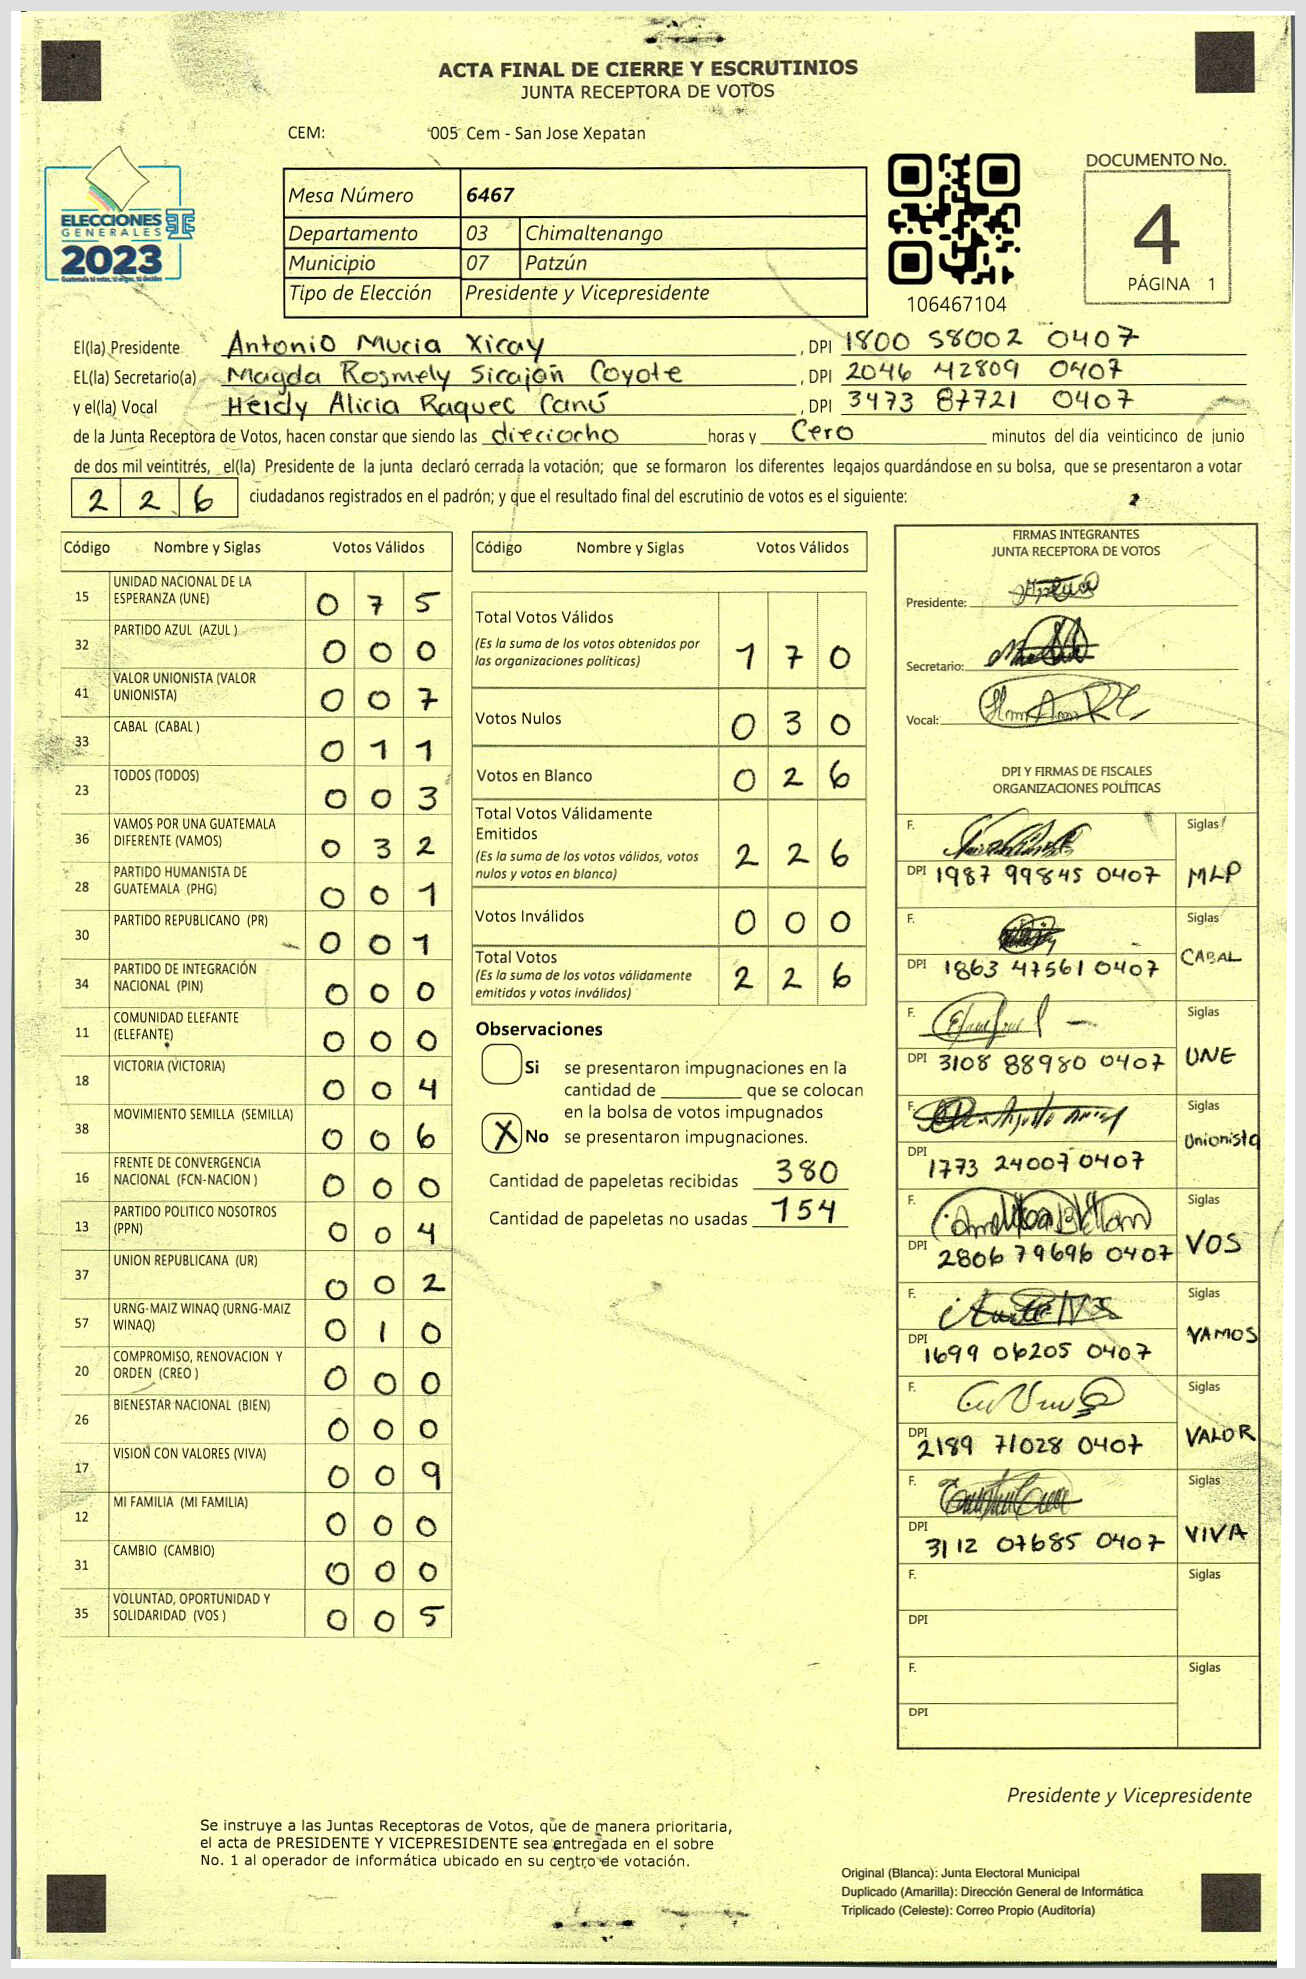 ACTA FINAL DE CIERRE Y ESCRUTINIOS
JUNTA RECEPTORA DE VOTOS
CEM: 005 Cem - San Jose Xepatan
ELECCIONES
GENERALES
2023
Mesa Número 6467
Departamento 03 Chimaltenango
Municipio 07 Patzún
Tipo de Elección Presidente y Vicepresidente
106467104
DOCUMENTO No.
4
PÁGINA 1
El(la) Presidente Antonio Mucia Xicay , DPI 1800 58002 0407
EL(la) Secretario(a) Magda Rosmely Sicajan Coyote , DPI 2046 42809 0407
y el(la) Vocal Heidy Alicia Raquec Canú , DPI 3473 87721 0407
de la Junta Receptora de Votos, hacen constar que siendo las dieciocho horas y Cero minutos del día veinticinco de junio
de dos mil veintitrés, el(la) Presidente de la junta declaró cerrada la votación; que se formaron los diferentes legajos quardándose en su bolsa, que se presentaron a votar
2 2 6 ciudadanos registrados en el padrón; y que el resultado final del escrutinio de votos es el siguiente:
Código Nombre y Siglas Votos Válidos
15 UNIDAD NACIONAL DE LA ESPERANZA (UNE) 0 7 5
32 PARTIDO AZUL (AZUL ) 0 0 0
41 VALOR UNIONISTA (VALOR UNIONISTA) 0 0 7
33 CABAL (CABAL ) 0 1 1
23 TODOS (TODOS) 0 0 3
36 VAMOS POR UNA GUATEMALA DIFERENTE (VAMOS) 0 3 2
28 PARTIDO HUMANISTA DE GUATEMALA (PHG) 0 0 1
30 PARTIDO REPUBLICANO (PR) 0 0 1
34 PARTIDO DE INTEGRACIÓN NACIONAL (PIN) 0 0 0
11 COMUNIDAD ELEFANTE (ELEFANTE) 0 0 0
18 VICTORIA (VICTORIA) 0 0 4
38 MOVIMIENTO SEMILLA (SEMILLA) 0 0 6
16 FRENTE DE CONVERGENCIA NACIONAL (FCN-NACION ) 0 0 0
13 PARTIDO POLITICO NOSOTROS (PPN) 0 0 4
37 UNION REPUBLICANA (UR) 0 0 2
57 URNG-MAIZ WINAQ (URNG-MAIZ WINAQ) 0 1 0
20 COMPROMISO, RENOVACION Y ORDEN (CREO ) 0 0 0
26 BIENESTAR NACIONAL (BIEN) 0 0 0
17 VISION CON VALORES (VIVA) 0 0 9
12 MI FAMILIA (MI FAMILIA) 0 0 0
31 CAMBIO (CAMBIO) 0 0 0
35 VOLUNTAD, OPORTUNIDAD Y SOLIDARIDAD (VOS ) 0 0 5
Código Nombre y Siglas Votos Válidos
Total Votos Válidos
(Es la suma de los votos obtenidos por
las organizaciones políticas) 1 7 0
Votos Nulos 0 3 0
Votos en Blanco 0 2 6
Total Votos Válidamente
Emitidos
(Es la suma de los votos válidos, votos
nulos y votos en blanco) 2 2 6
Votos Inválidos 0 0 0
Total Votos
(Es la suma de los votos válidamente
emitidos y votos inválidos) 2 2 6
Observaciones
Si se presentaron impugnaciones en la
cantidad de ________ que se colocan
en la bolsa de votos impugnados
X No se presentaron impugnaciones.
Cantidad de papeletas recibidas 380
Cantidad de papeletas no usadas 154
FIRMAS INTEGRANTES
JUNTA RECEPTORA DE VOTOS
Presidente:
Secretario:
Vocal:
DPI Y FIRMAS DE FISCALES
ORGANIZACIONES POLÍTICAS
F. Siglas
DPI 1987 99845 0407 MLP
F. Siglas
DPI 1863 47561 0407 CABAL
F. Siglas
DPI 3108 88980 0407 UNE
F. Siglas
DPI 1773 24007 0407 Unionista
F. Siglas
DPI 2806 79696 0407 VOS
F. Siglas
DPI 1699 06205 0407 VAMOS
F. Siglas
DPI 2189 71028 0407 VALOR
F. Siglas
DPI 3112 07685 0407 VIVA
F. Siglas
DPI
F. Siglas
DPI
Presidente y Vicepresidente
Se instruye a las Juntas Receptoras de Votos, que de manera prioritaria,
el acta de PRESIDENTE Y VICEPRESIDENTE sea entregada en el sobre
No. 1 al operador de informática ubicado en su centro de votación.
Original (Blanca): Junta Electoral Municipal
Duplicado (Amarilla): Dirección General de Informática
Triplicado (Celeste): Correo Propio (Auditoría)